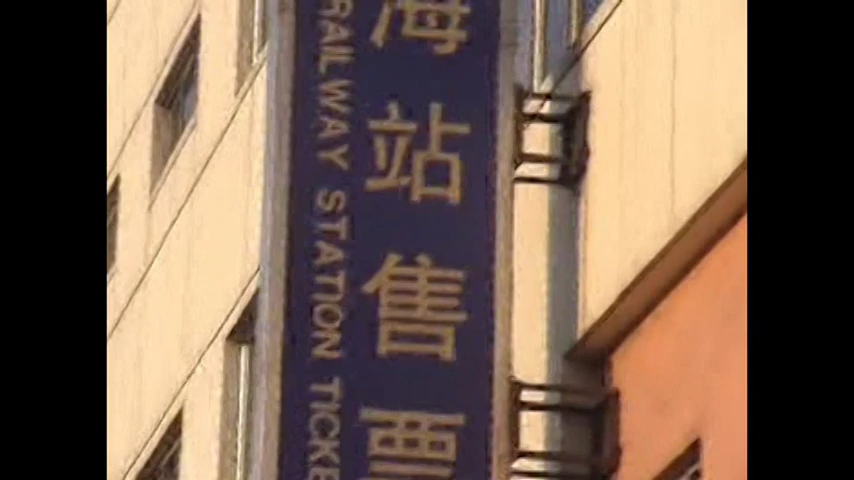 海站售票
RAILWAY STATION TICKE